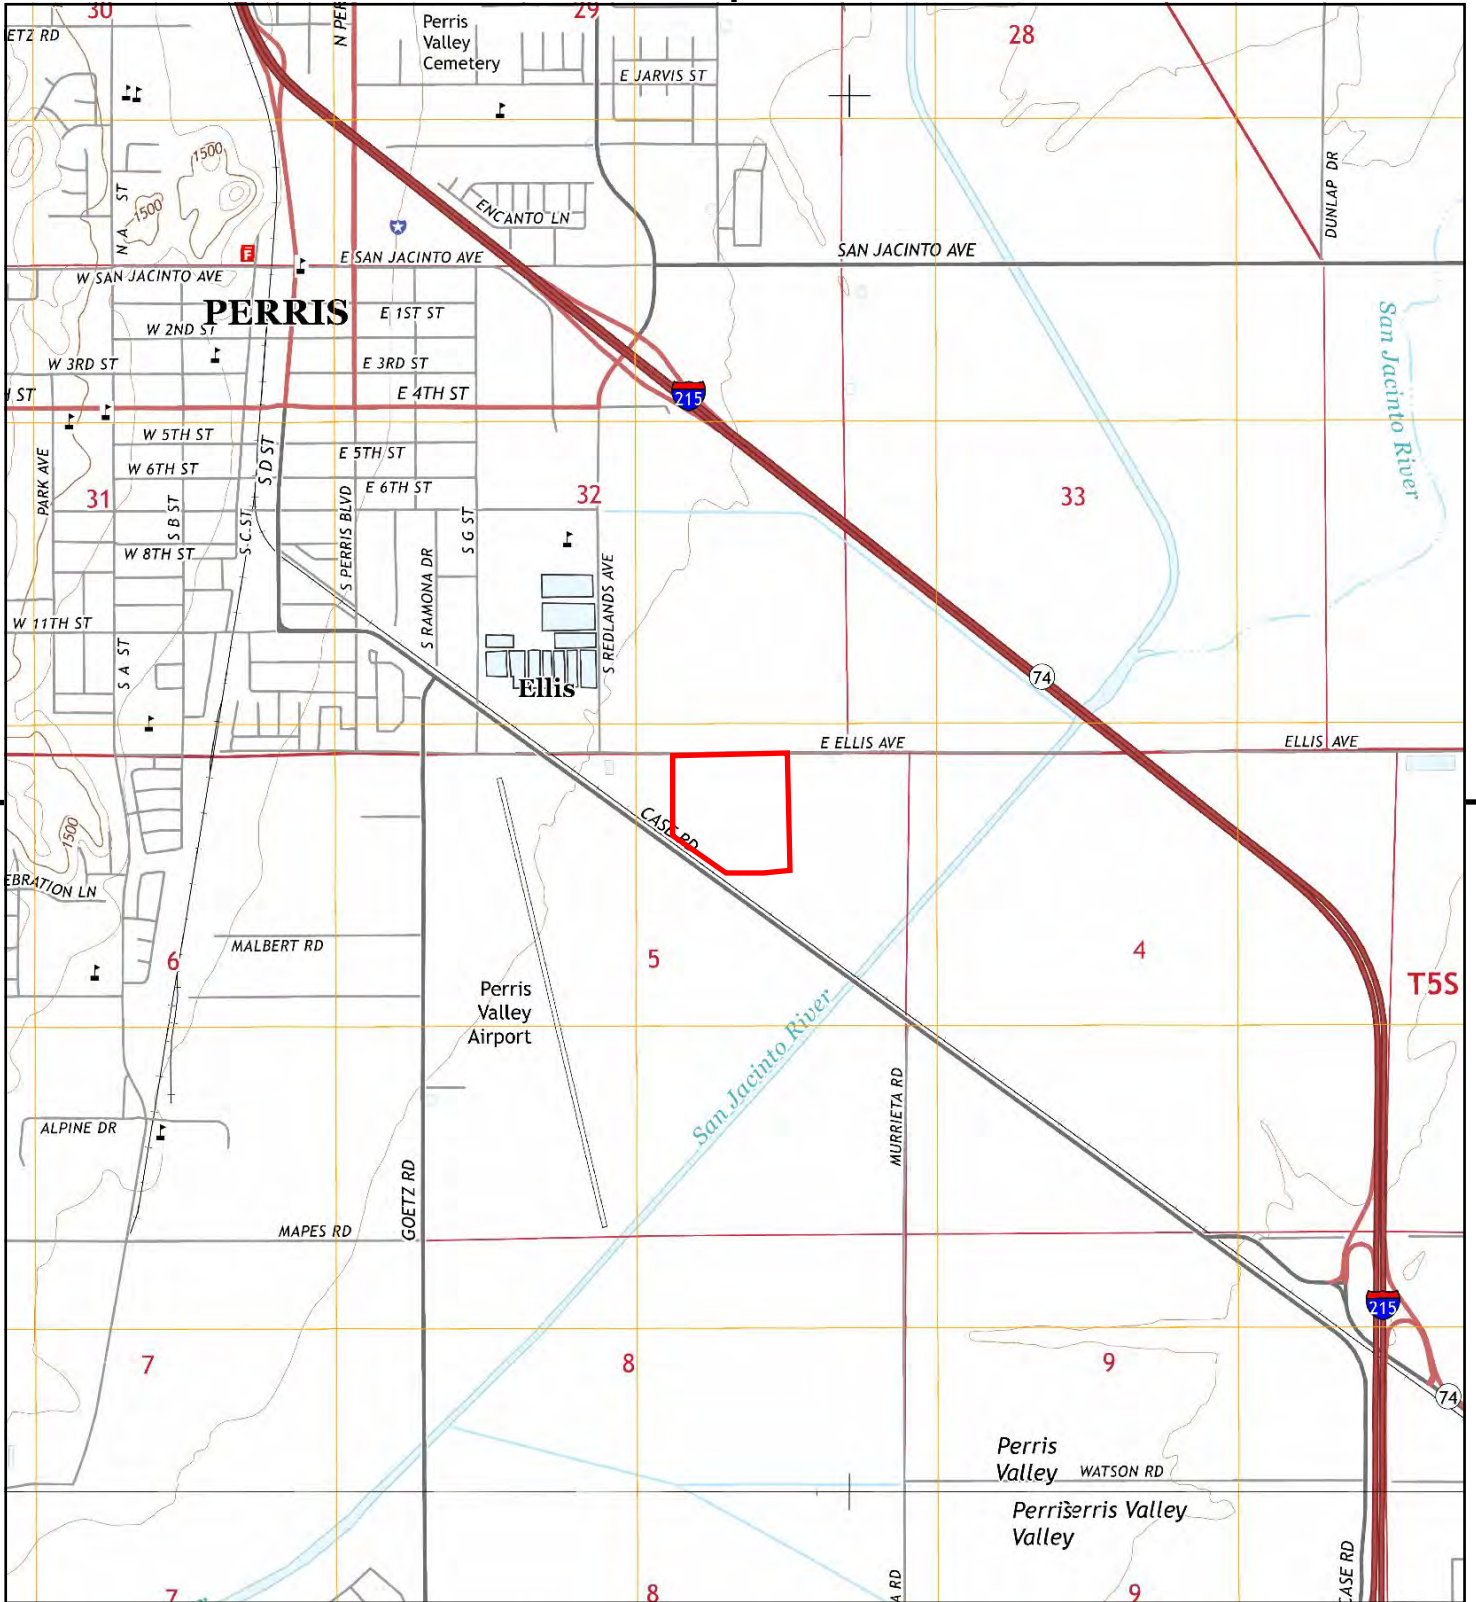 30
29
28
ETZ RD
N PER
Perris
Valley
Cemetery
E JARVIS ST
1500
1500
N A ST
ENCANTO LN
DUNLAP DR
F
E SAN JACINTO AVE
SAN JACINTO AVE
W SAN JACINTO AVE
PERRIS
E 1ST ST
W 2ND ST
San Jacinto River
W 3RD ST
E 3RD ST
H ST
E 4TH ST
215
W 5TH ST
S D ST
E 5TH ST
PARK AVE
W 6TH ST
E 6TH ST
31
32
33
S B ST
S C ST
S PERRIS BLVD
S G ST
W 8TH ST
S RAMONA DR
S REDLANDS AVE
W 11TH ST
S A ST
Ellis
74
E ELLIS AVE
ELLIS AVE
1500
CASE RD
EBRATION LN
MALBERT RD
6
5
4
T5S
Perris
Valley
Airport
San Jacinto River
MURRIETA RD
ALPINE DR
GOETZ RD
MAPES RD
215
7
8
9
74
Perris
Valley
WATSON RD
Perris
Perris Valley
Valley
CASE RD
A RD
7
8
9